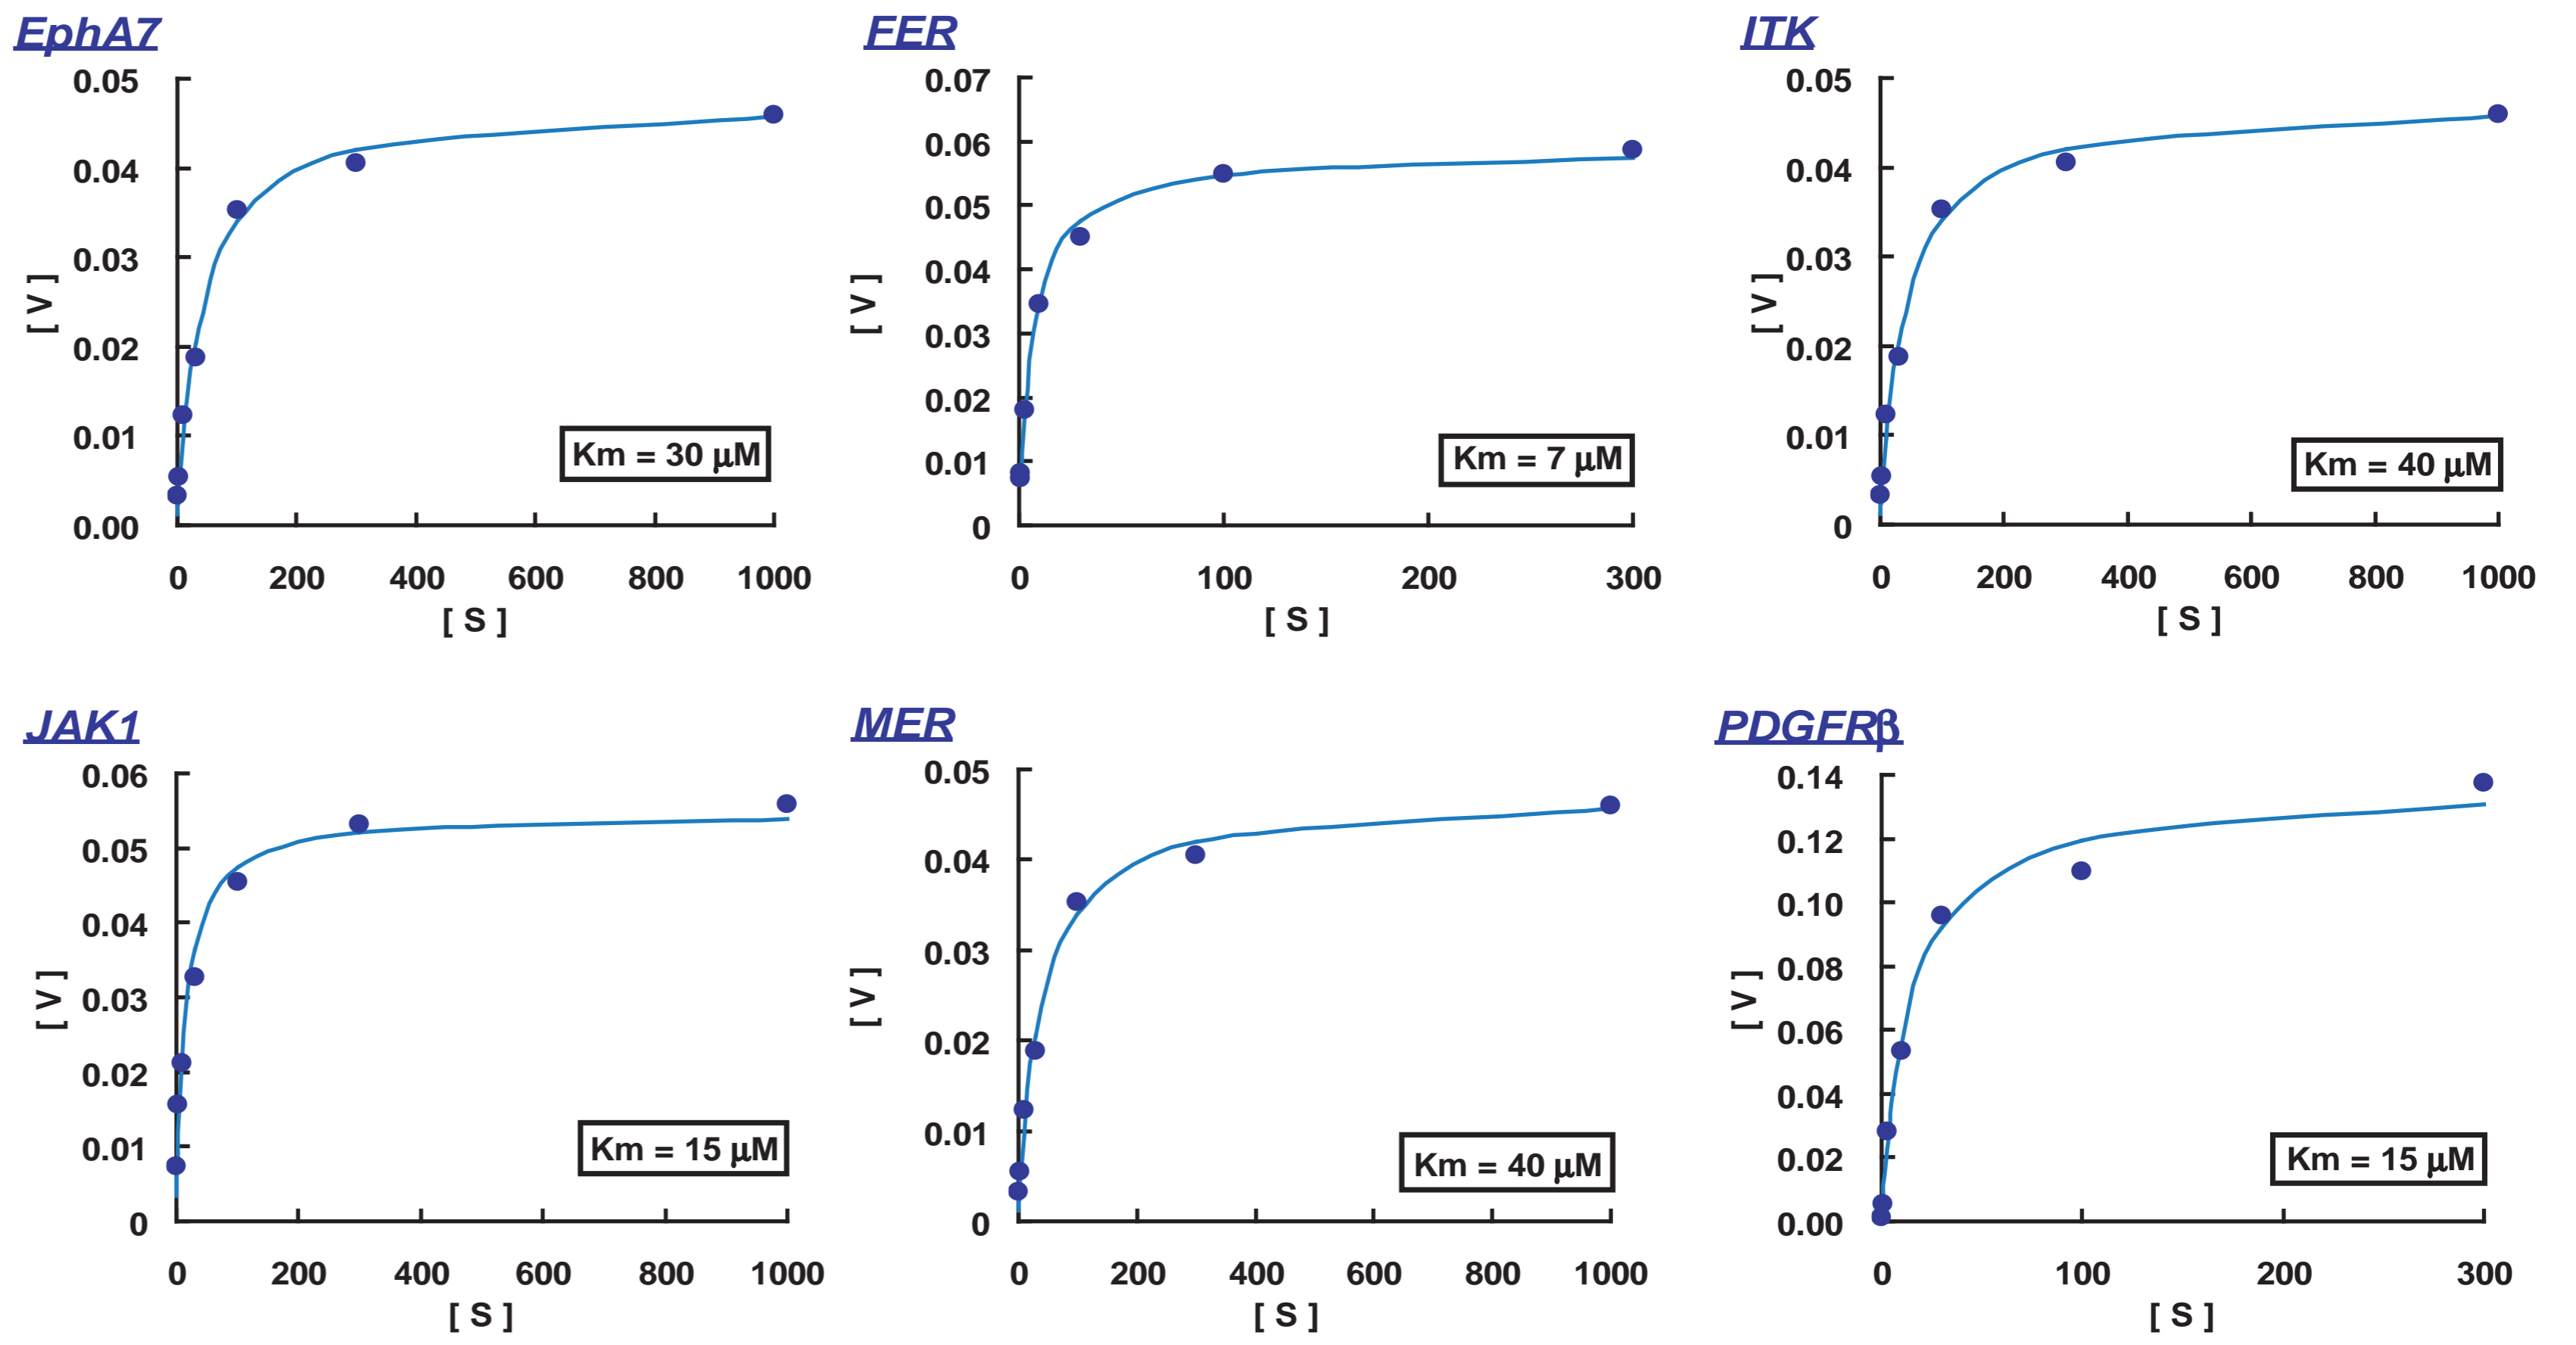 EphA7
0.05
0.04
0.03
0.02
0.01
0.00
[ V ]
Km = 30 μM
0 200 400 600 800 1000
[ S ]
FER
0.07
0.06
0.05
0.04
0.03
0.02
0.01
0
[ V ]
Km = 7 μM
0 100 200 300
[ S ]
ITK
0.05
0.04
0.03
0.02
0.01
0
[ V ]
Km = 40 μM
0 200 400 600 800 1000
[ S ]
JAK1
0.06
0.05
0.04
0.03
0.02
0.01
0
[ V ]
Km = 15 μM
0 200 400 600 800 1000
[ S ]
MER
0.05
0.04
0.03
0.02
0.01
0
[ V ]
Km = 40 μM
0 200 400 600 800 1000
[ S ]
PDGFRβ
0.14
0.12
0.10
0.08
0.06
0.04
0.02
0.00
[ V ]
Km = 15 μM
0 100 200 300
[ S ]